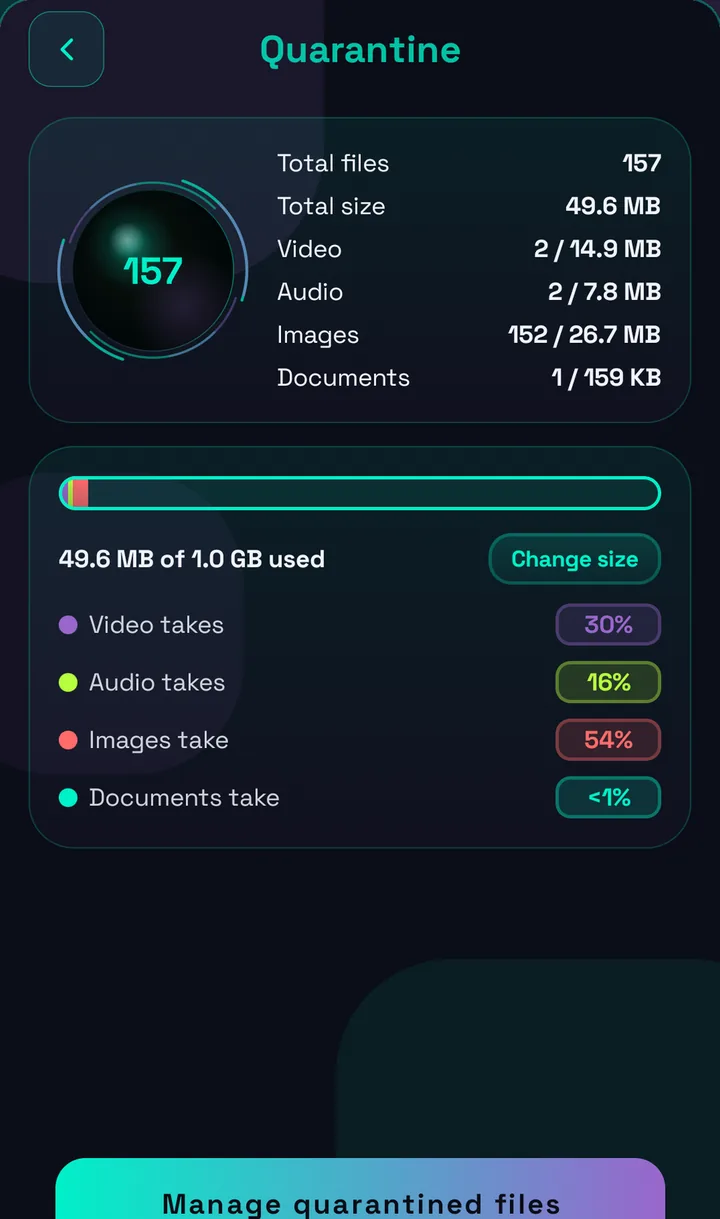 Quarantine
157
Total files 157
Total size 49.6 MB
Video 2 / 14.9 MB
Audio 2 / 7.8 MB
Images 152 / 26.7 MB
Documents 1 / 159 KB
49.6 MB of 1.0 GB used Change size
Video takes 30%
Audio takes 16%
Images take 54%
Documents take <1%
Manage quarantined files